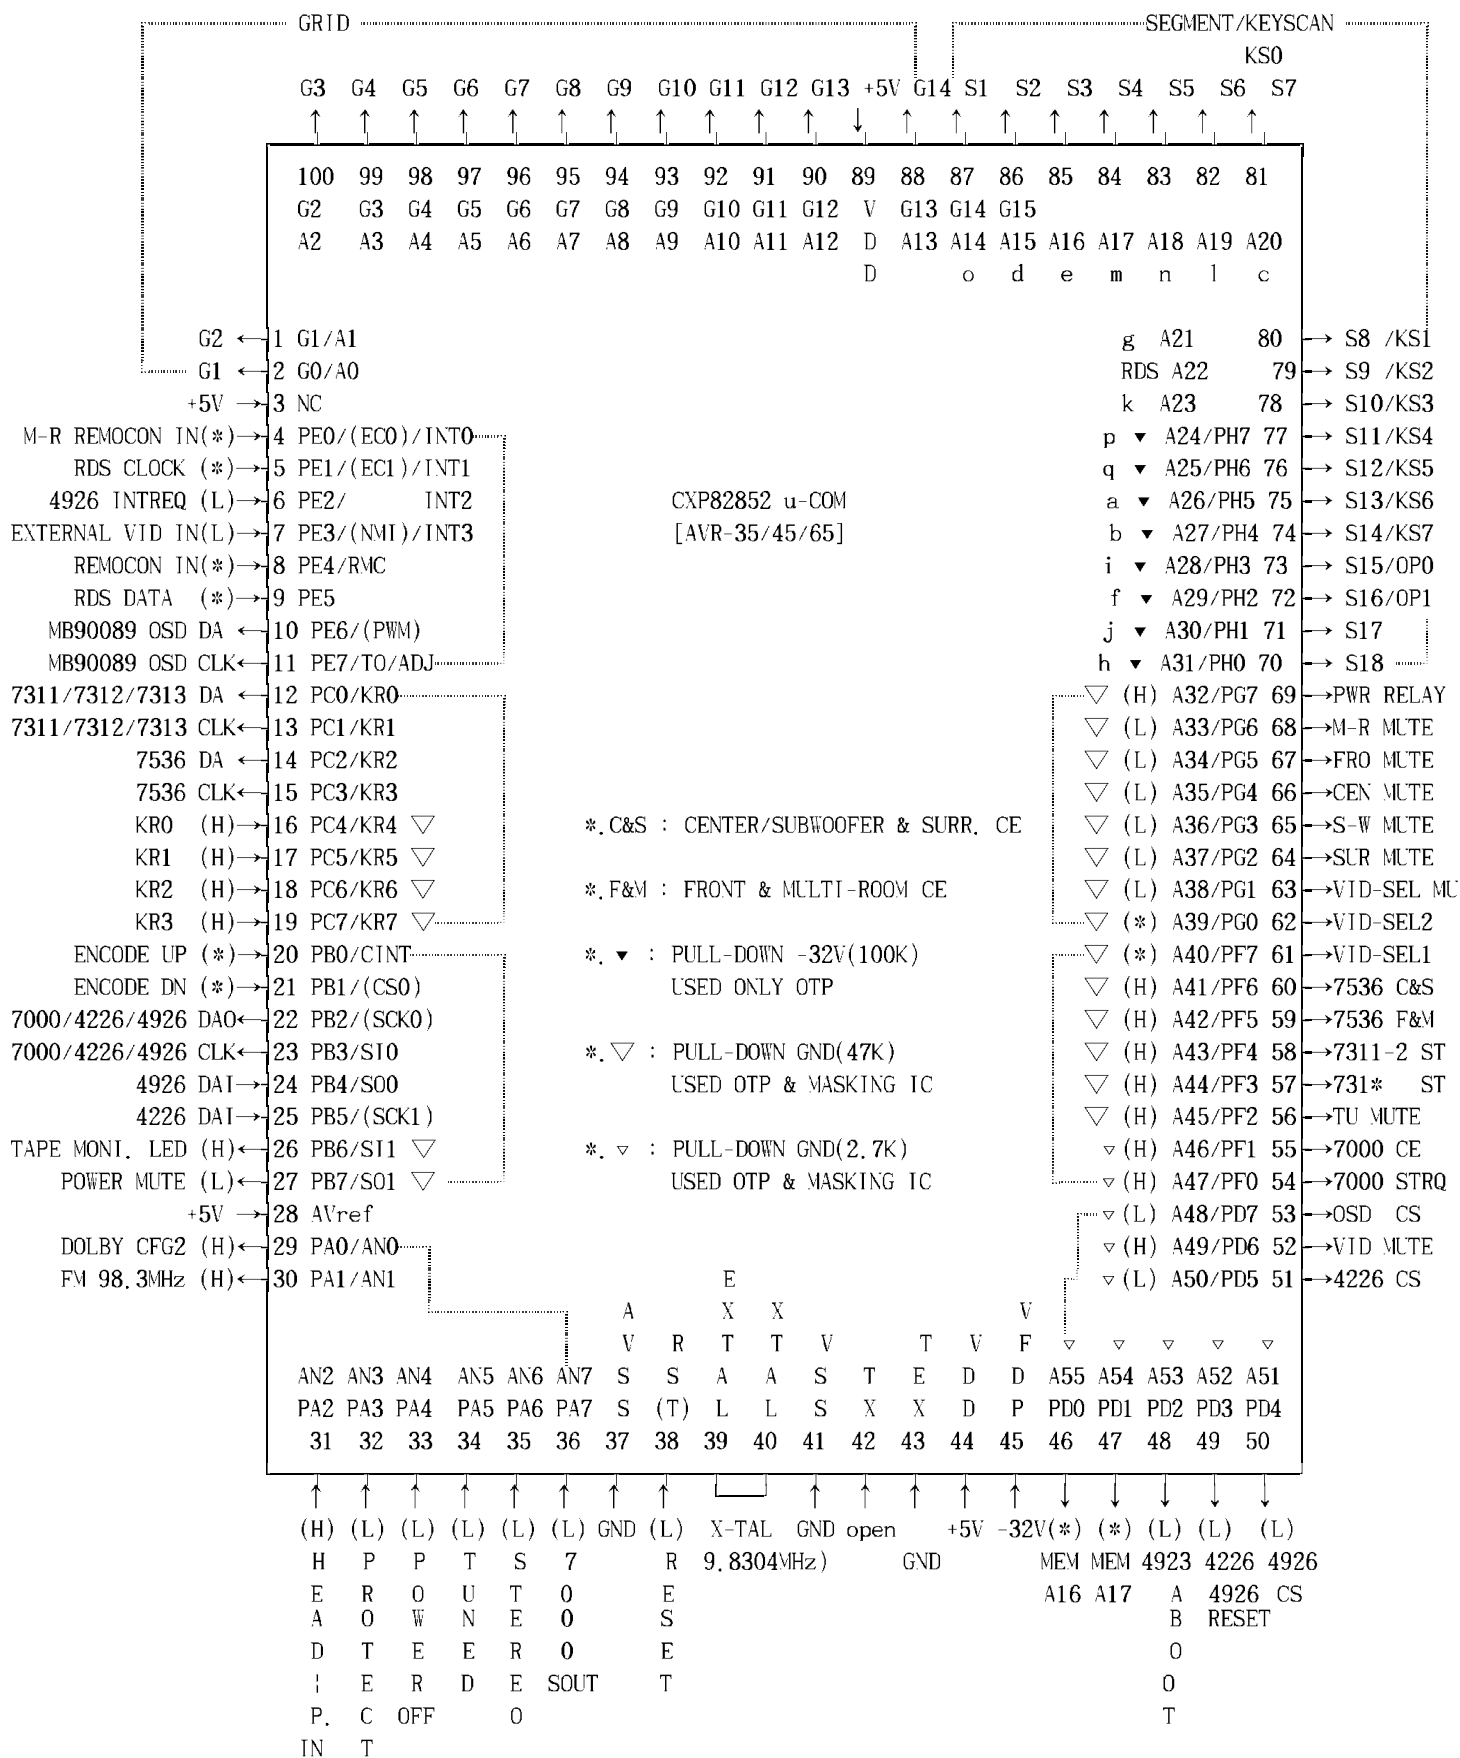 GRID SEGMENT/KEYSCAN
KS0
G3 G4 G5 G6 G7 G8 G9 G10 G11 G12 G13 +5V G14 S1 S2 S3 S4 S5 S6 S7
↑ ↑ ↑ ↑ ↑ ↑ ↑ ↑ ↑ ↑ ↑ ↓ ↑ ↑ ↑ ↑ ↑ ↑ ↑ ↑
100 99 98 97 96 95 94 93 92 91 90 89 88 87 86 85 84 83 82 81
G2 G3 G4 G5 G6 G7 G8 G9 G10 G11 G12 V G13 G14 G15
A2 A3 A4 A5 A6 A7 A8 A9 A10 A11 A12 D A13 A14 A15 A16 A17 A18 A19 A20
D o d e m n l c
G2 ← 1 G1/A1 g A21 80 → S8 /KS1
G1 ← 2 G0/A0 RDS A22 79 → S9 /KS2
+5V → 3 NC k A23 78 → S10/KS3
M-R REMOCON IN(*)→ 4 PE0/(EC0)/INT0 p ▼ A24/PH7 77 → S11/KS4
RDS CLOCK (*)→ 5 PE1/(EC1)/INT1 q ▼ A25/PH6 76 → S12/KS5
4926 INTREQ (L)→ 6 PE2/ INT2 CXP82852 u-COM a ▼ A26/PH5 75 → S13/KS6
EXTERNAL VID IN(L)→ 7 PE3/(NMI)/INT3 [AVR-35/45/65] b ▼ A27/PH4 74 → S14/KS7
REMOCON IN(*)→ 8 PE4/RMC i ▼ A28/PH3 73 → S15/OP0
RDS DATA (*)→ 9 PE5 f ▼ A29/PH2 72 → S16/OP1
MB90089 OSD DA ← 10 PE6/(PWM) j ▼ A30/PH1 71 → S17
MB90089 OSD CLK← 11 PE7/TO/ADJ h ▼ A31/PH0 70 → S18
7311/7312/7313 DA ← 12 PC0/KR0 ▽ (H) A32/PG7 69 →PWR RELAY
7311/7312/7313 CLK← 13 PC1/KR1 ▽ (L) A33/PG6 68 →M-R MUTE
7536 DA ← 14 PC2/KR2 ▽ (L) A34/PG5 67 →FRO MUTE
7536 CLK← 15 PC3/KR3 ▽ (L) A35/PG4 66 →CEN MUTE
KR0 (H)→ 16 PC4/KR4 ▽ *.C&S : CENTER/SUBWOOFER & SURR. CE ▽ (L) A36/PG3 65 →S-W MUTE
KR1 (H)→ 17 PC5/KR5 ▽ ▽ (L) A37/PG2 64 →SUR MUTE
KR2 (H)→ 18 PC6/KR6 ▽ *.F&M : FRONT & MULTI-ROOM CE ▽ (L) A38/PG1 63 →VID-SEL MU
KR3 (H)→ 19 PC7/KR7 ▽ ▽ (*) A39/PG0 62 →VID-SEL2
ENCODE UP (*)→ 20 PB0/CINT *. ▼ : PULL-DOWN -32V(100K) ▽ (*) A40/PF7 61 →VID-SEL1
ENCODE DN (*)→ 21 PB1/(CS0) USED ONLY OTP ▽ (H) A41/PF6 60 →7536 C&S
7000/4226/4926 DAO← 22 PB2/(SCK0) ▽ (H) A42/PF5 59 →7536 F&M
7000/4226/4926 CLK← 23 PB3/SI0 *. ▽ : PULL-DOWN GND(47K) ▽ (H) A43/PF4 58 →7311-2 ST
4926 DAI→ 24 PB4/SO0 USED OTP & MASKING IC ▽ (H) A44/PF3 57 →731* ST
4226 DAI→ 25 PB5/(SCK1) ▽ (H) A45/PF2 56 →TU MUTE
TAPE MONI. LED (H)← 26 PB6/SI1 ▽ *. ▽ : PULL-DOWN GND(2.7K) ▽ (H) A46/PF1 55 →7000 CE
POWER MUTE (L)← 27 PB7/SO1 ▽ USED OTP & MASKING IC ▽ (H) A47/PF0 54 →7000 STRQ
+5V → 28 AVref ▽ (L) A48/PD7 53 →OSD CS
DOLBY CFG2 (H)← 29 PA0/AN0 ▽ (H) A49/PD6 52 →VID MUTE
FM 98.3MHz (H)← 30 PA1/AN1 E ▽ (L) A50/PD5 51 →4226 CS
A X X V
V R T T V T V F ▽ ▽ ▽ ▽ ▽
AN2 AN3 AN4 AN5 AN6 AN7 S S A A S T E D D A55 A54 A53 A52 A51
PA2 PA3 PA4 PA5 PA6 PA7 S (T) L L S X X D P PD0 PD1 PD2 PD3 PD4
31 32 33 34 35 36 37 38 39 40 41 42 43 44 45 46 47 48 49 50
↑ ↑ ↑ ↑ ↑ ↑ ↑ ↑ ↑ ↑ ↑ ↑ ↑ ↓ ↓ ↓ ↓ ↓
(H) (L) (L) (L) (L) (L) GND (L) X-TAL GND open +5V -32V(*) (*) (L) (L) (L)
H P P T S 7 R 9.8304MHz) GND MEM MEM 4923 4226 4926
E R O U T 0 E A16 A17 A 4926 CS
A O W N E 0 S B RESET
D T E E R 0 E O
¦ E R D E SOUT T O
P. C OFF O T
IN T